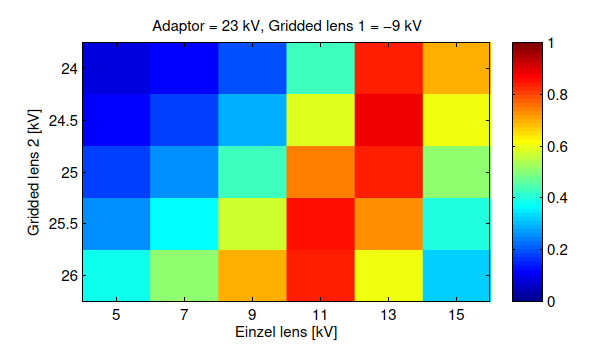 Adaptor = 23 kV, Gridded lens 1 = −9 kV
Gridded lens 2 [kV]
24
24.5
25
25.5
26
5 7 9 11 13 15
Einzel lens [kV]
1
0.8
0.6
0.4
0.2
0